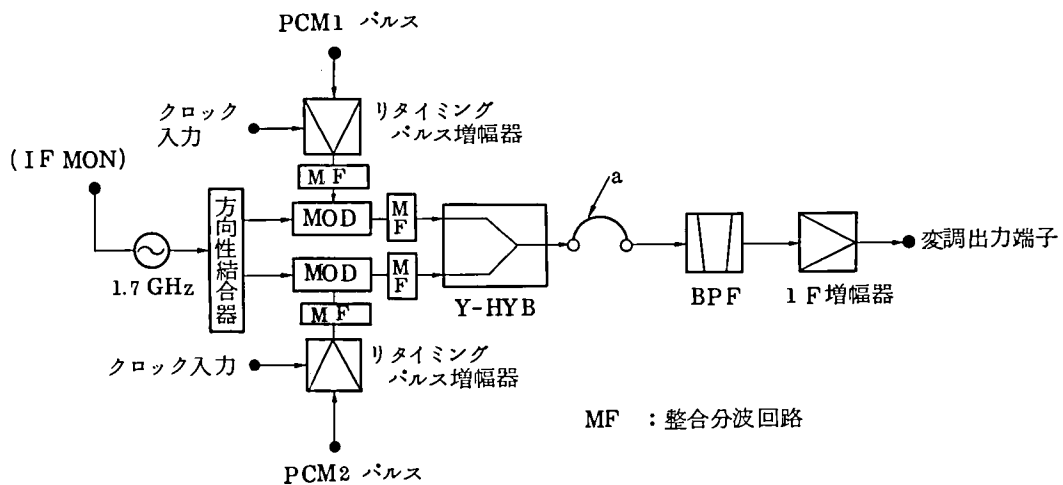 PCM1 パルス
クロック
入力
リタイミング
パルス増幅器
(IF MON)
MF
a
方向性結合器
MOD
MF
変調出力端子
1.7 GHz
MOD
MF
Y-HYB
BPF
1F増幅器
MF
クロック入力
リタイミング
パルス増幅器
MF :整合分波回路
PCM2 パルス